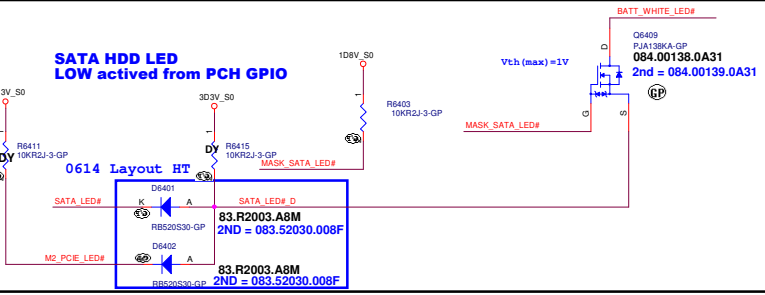 BATT_WHITE_LED#
Q6409
PJA138KA-GP
084.00138.0A31
2nd = 084.00139.0A31
GP
D
G
S
Vth(max)=1V
SATA HDD LED
LOW actived from PCH GPIO
1D8V_S0
1
R6403
10KR2J-3-GP
MASK_SATA_LED#
MASK_SATA_LED#
3V_S0
3D3V_S0
1
1
DY
R6411
10KR2J-3-GP
DY
R6415
10KR2J-3-GP
0614 Layout HT
D6401
SATA_LED#
K
A
SATA_LED#_D
RB520S30-GP
83.R2003.A8M
2ND = 083.52030.008F
D6402
M2_PCIE_LED#
A
RB520S30-GP
83.R2003.A8M
2ND = 083.52030.008F